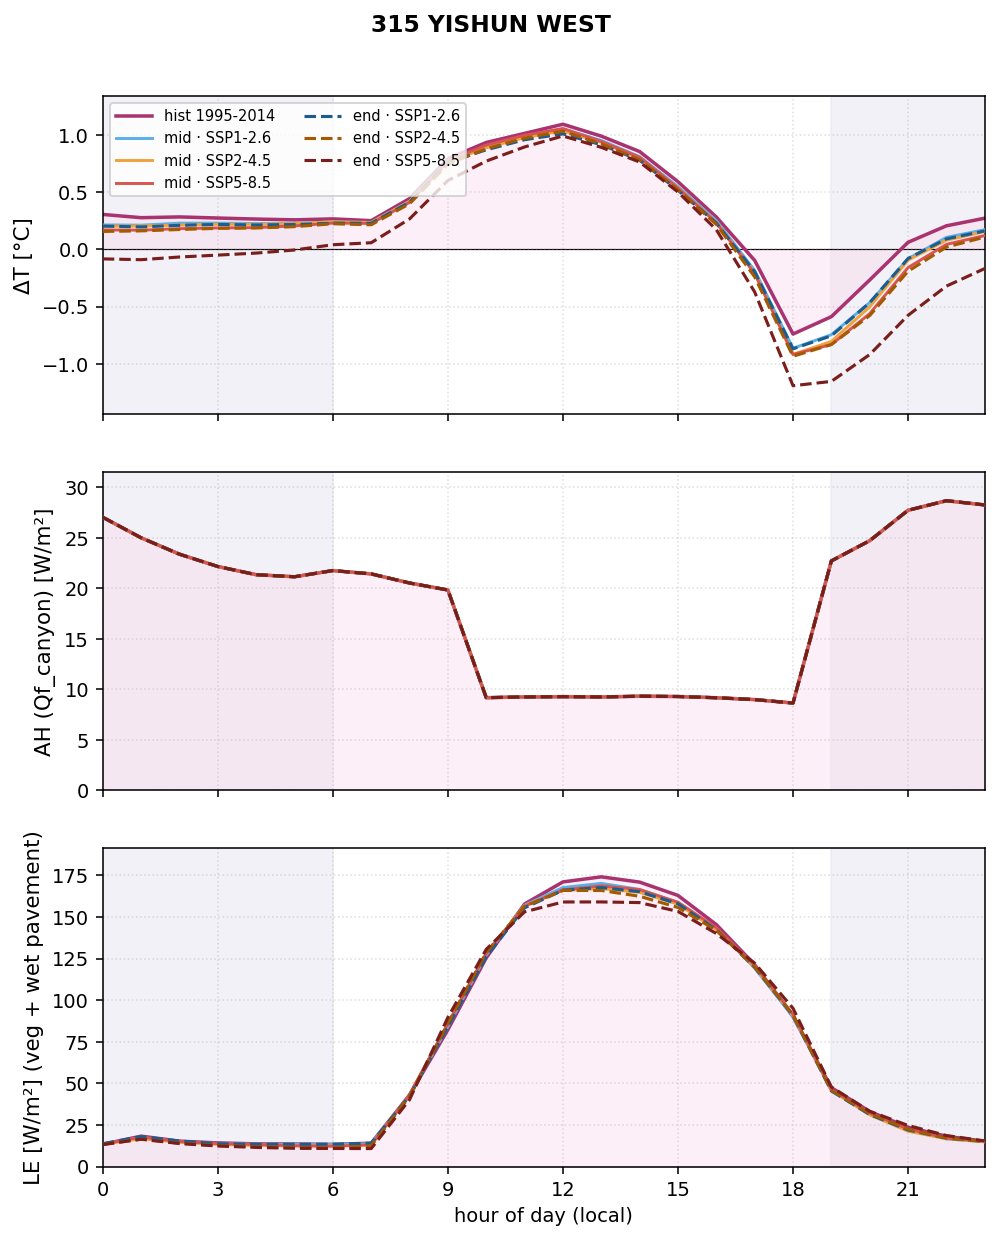 315 YISHUN WEST
hist 1995-2014
mid · SSP1-2.6
mid · SSP2-4.5
mid · SSP5-8.5
end · SSP1-2.6
end · SSP2-4.5
end · SSP5-8.5
ΔT [°C]
1.0
0.5
0.0
−0.5
−1.0
AH (Qf_canyon) [W/m²]
30
25
20
15
10
5
0
LE [W/m²] (veg + wet pavement)
175
150
125
100
75
50
25
0
0 3 6 9 12 15 18 21
hour of day (local)